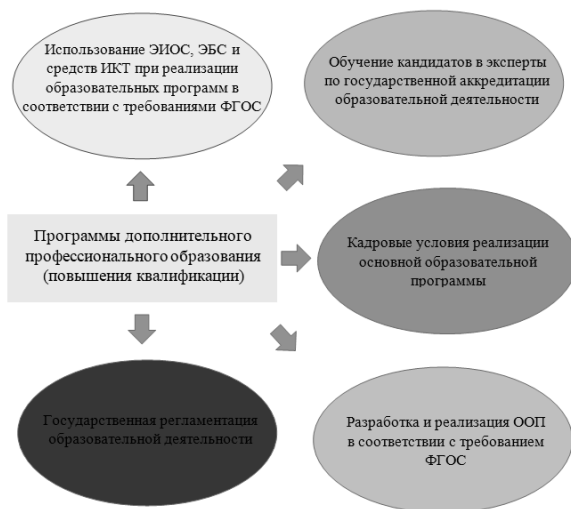 Использование ЭИОС, ЭБС и
средств ИКТ при реализации
образовательных программ в
соответствии с требованиями ФГОС
Обучение кандидатов в эксперты
по государственной аккредитации
образовательной деятельности
Программы дополнительного
профессионального образования
(повышения квалификации)
Кадровые условия реализации
основной образовательной
программы
Государственная регламентация
образовательной деятельности
Разработка и реализация ООП
в соответствии с требованием
ФГОС